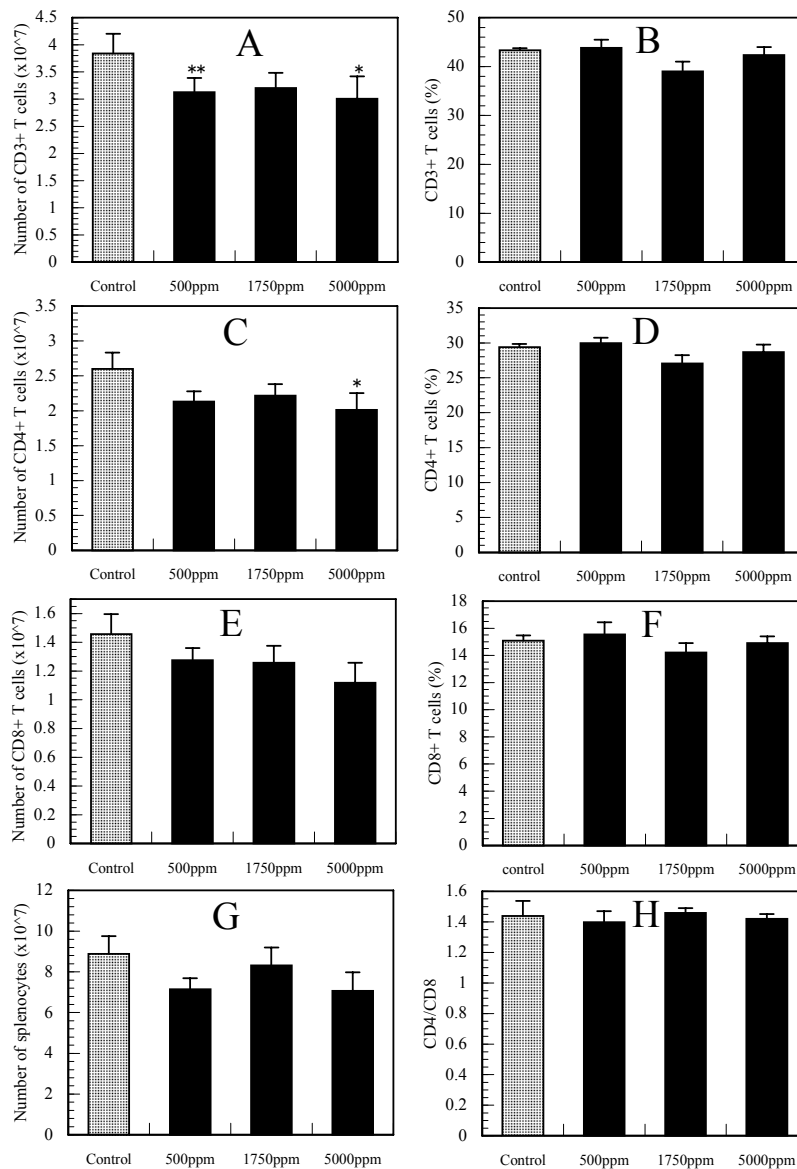 A
Number of CD3+ T cells (x10^7)
4.5
4
3.5
3
2.5
2
1.5
1
0.5
0
**
*
Control 500ppm 1750ppm 5000ppm
B
CD3+ T cells (%)
50
40
30
20
10
0
control 500ppm 1750ppm 5000ppm
C
Number of CD4+ T cells (x10^7)
3.5
3
2.5
2
1.5
1
0.5
0
*
Control 500ppm 1750ppm 5000ppm
D
CD4+ T cells (%)
35
30
25
20
15
10
5
0
control 500ppm 1750ppm 5000ppm
E
Number of CD8+ T cells (x10^7)
1.6
1.4
1.2
1
0.8
0.6
0.4
0.2
0
Control 500ppm 1750ppm 5000ppm
F
CD8+ T cells (%)
18
16
14
12
10
8
6
4
2
0
control 500ppm 1750ppm 5000ppm
G
Number of splenocytes (x10^7)
12
10
8
6
4
2
0
Control 500ppm 1750ppm 5000ppm
H
CD4/CD8
1.6
1.4
1.2
1
0.8
0.6
0.4
0.2
0
Control 500ppm 1750ppm 5000ppm